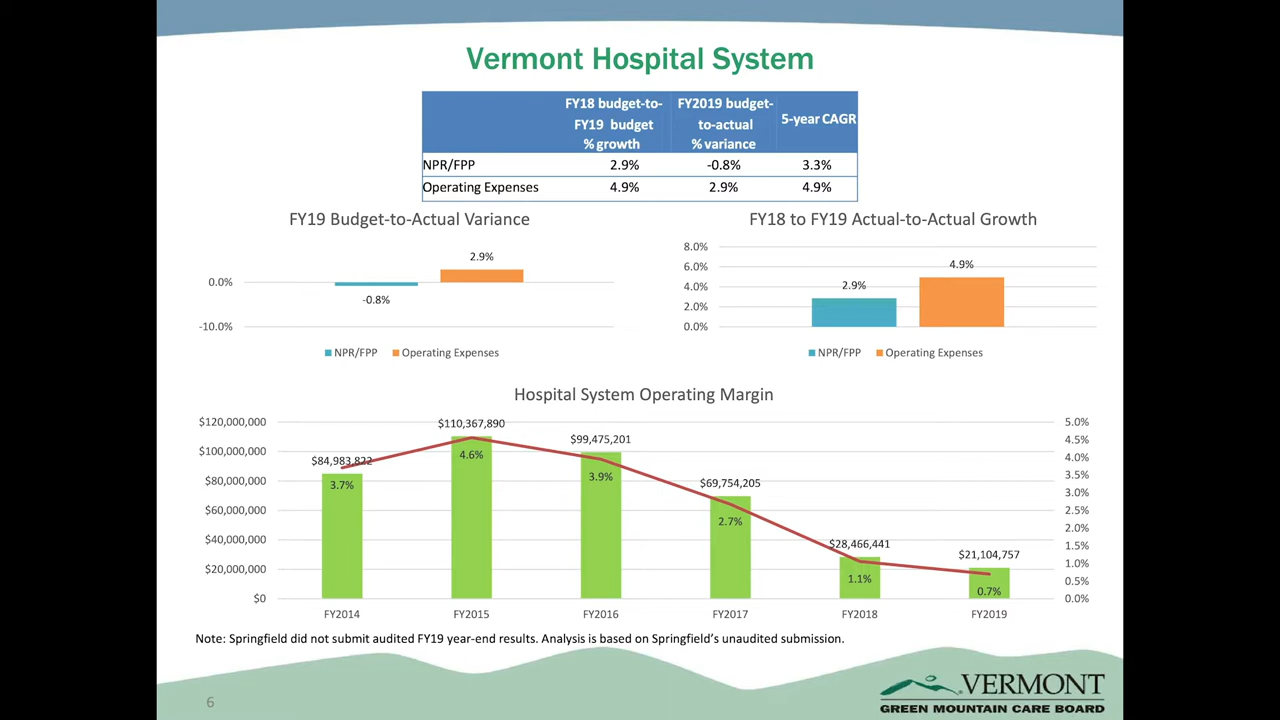 Vermont Hospital System
FY18 budget-to-FY19 budget % growth
FY2019 budget-to-actual % variance
5-year CAGR
NPR/FPP 2.9% -0.8% 3.3%
Operating Expenses 4.9% 2.9% 4.9%
FY19 Budget-to-Actual Variance
2.9%
0.0%
-0.8%
-10.0%
NPR/FPP Operating Expenses
FY18 to FY19 Actual-to-Actual Growth
8.0%
6.0%
4.0%
2.0%
0.0%
2.9%
4.9%
NPR/FPP Operating Expenses
Hospital System Operating Margin
$120,000,000
$100,000,000
$80,000,000
$60,000,000
$40,000,000
$20,000,000
$0
$84,983,822
$110,367,890
$99,475,201
$69,754,205
$28,466,441
$21,104,757
3.7%
4.6%
3.9%
2.7%
1.1%
0.7%
5.0%
4.5%
4.0%
3.5%
3.0%
2.5%
2.0%
1.5%
1.0%
0.5%
0.0%
FY2014 FY2015 FY2016 FY2017 FY2018 FY2019
Note: Springfield did not submit audited FY19 year-end results. Analysis is based on Springfield's unaudited submission.
6
VERMONT
GREEN MOUNTAIN CARE BOARD